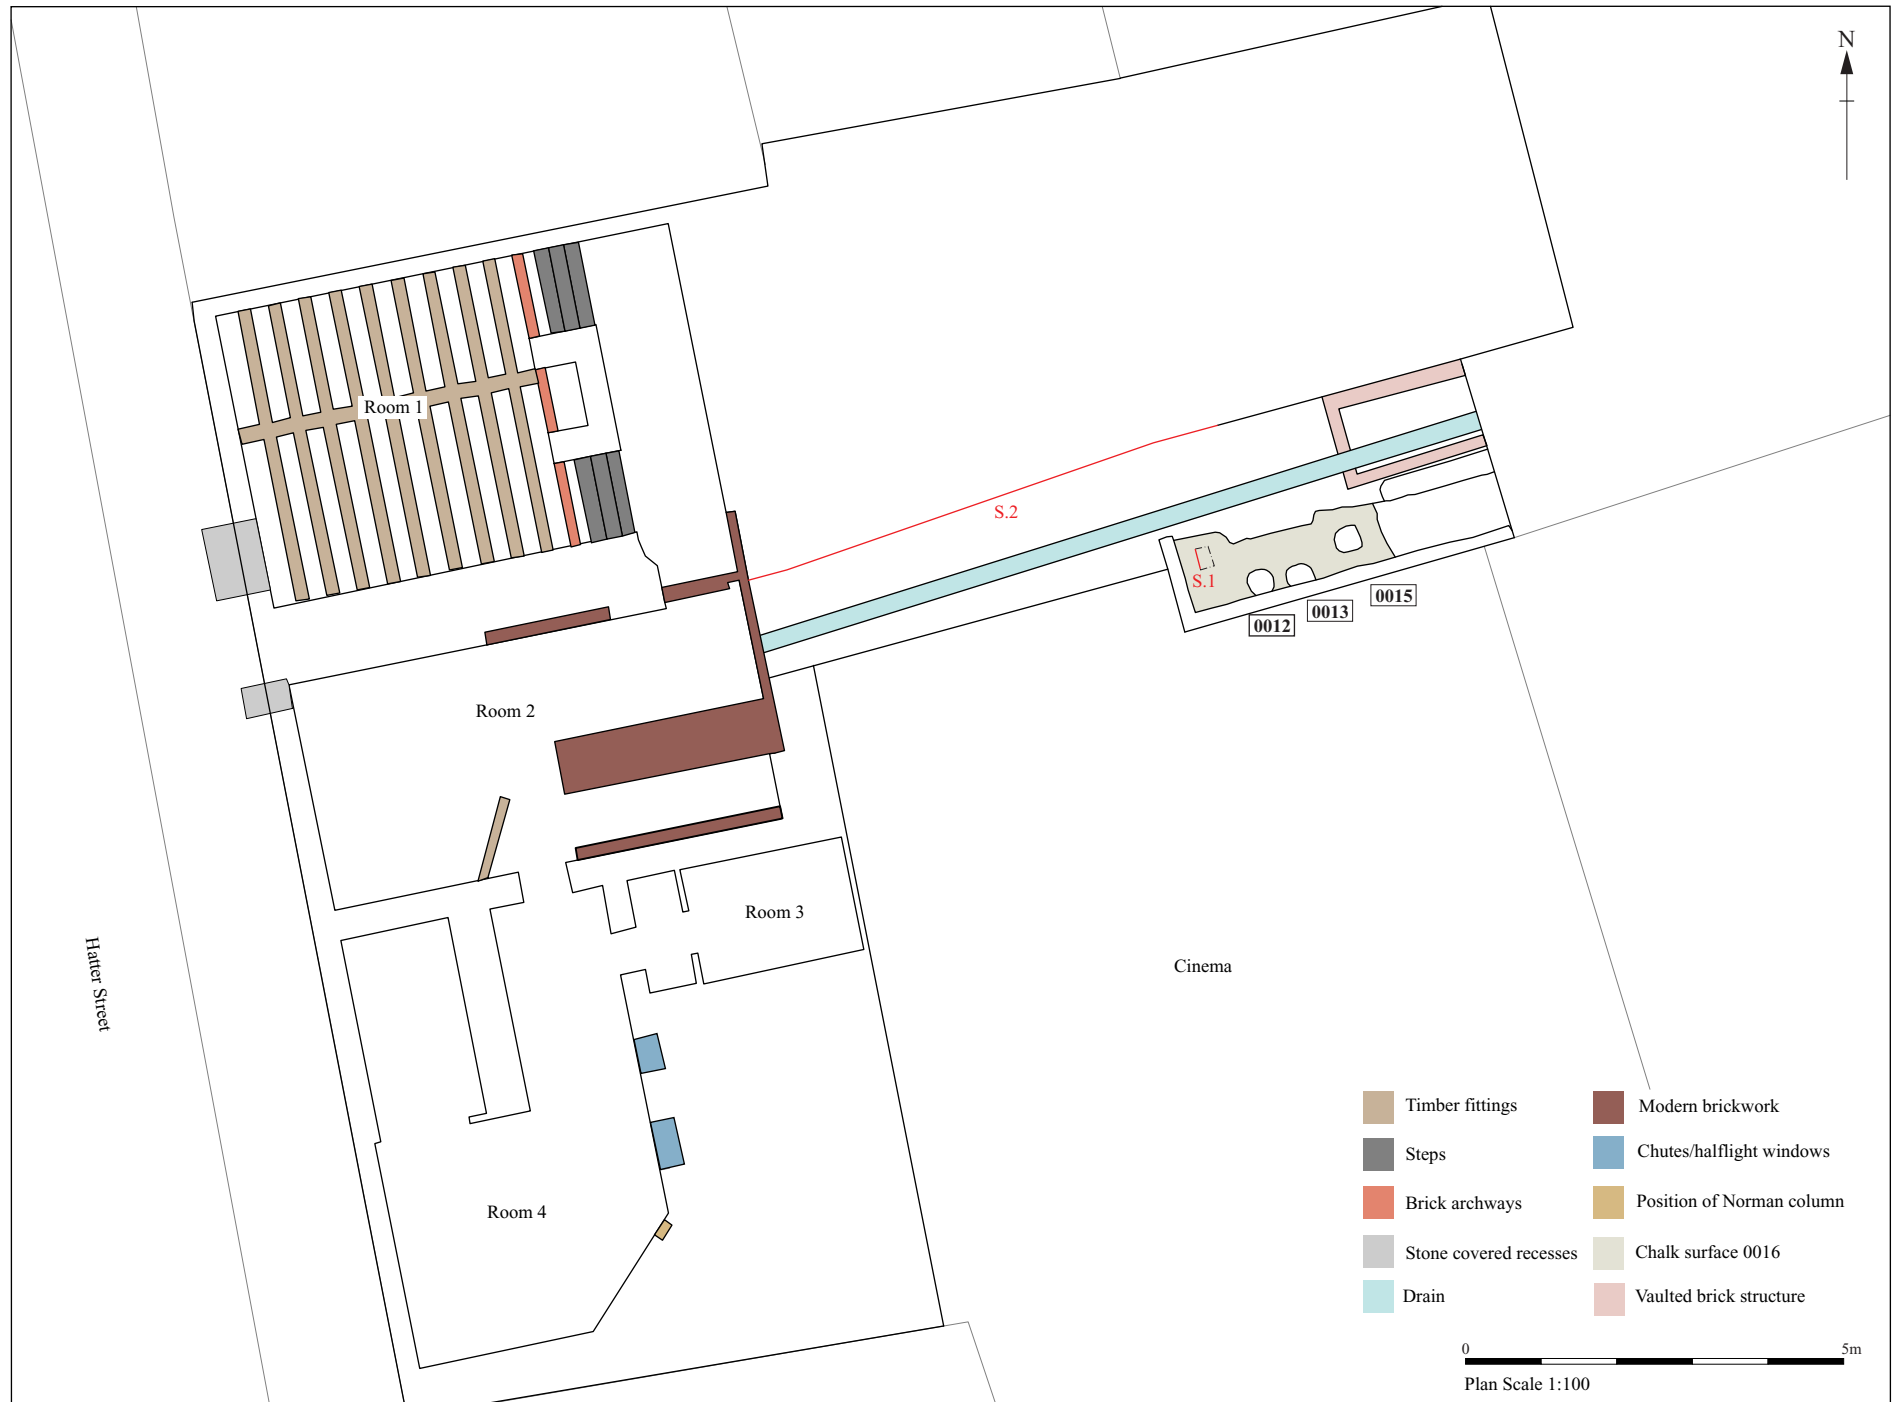 N
Room 1
S.2
S.1
0015
0013
0012
Room 2
Room 3
Hatter Street
Cinema
Room 4
Timber fittings
Steps
Brick archways
Stone covered recesses
Drain
Modern brickwork
Chutes/halflight windows
Position of Norman column
Chalk surface 0016
Vaulted brick structure
0 5m
Plan Scale 1:100